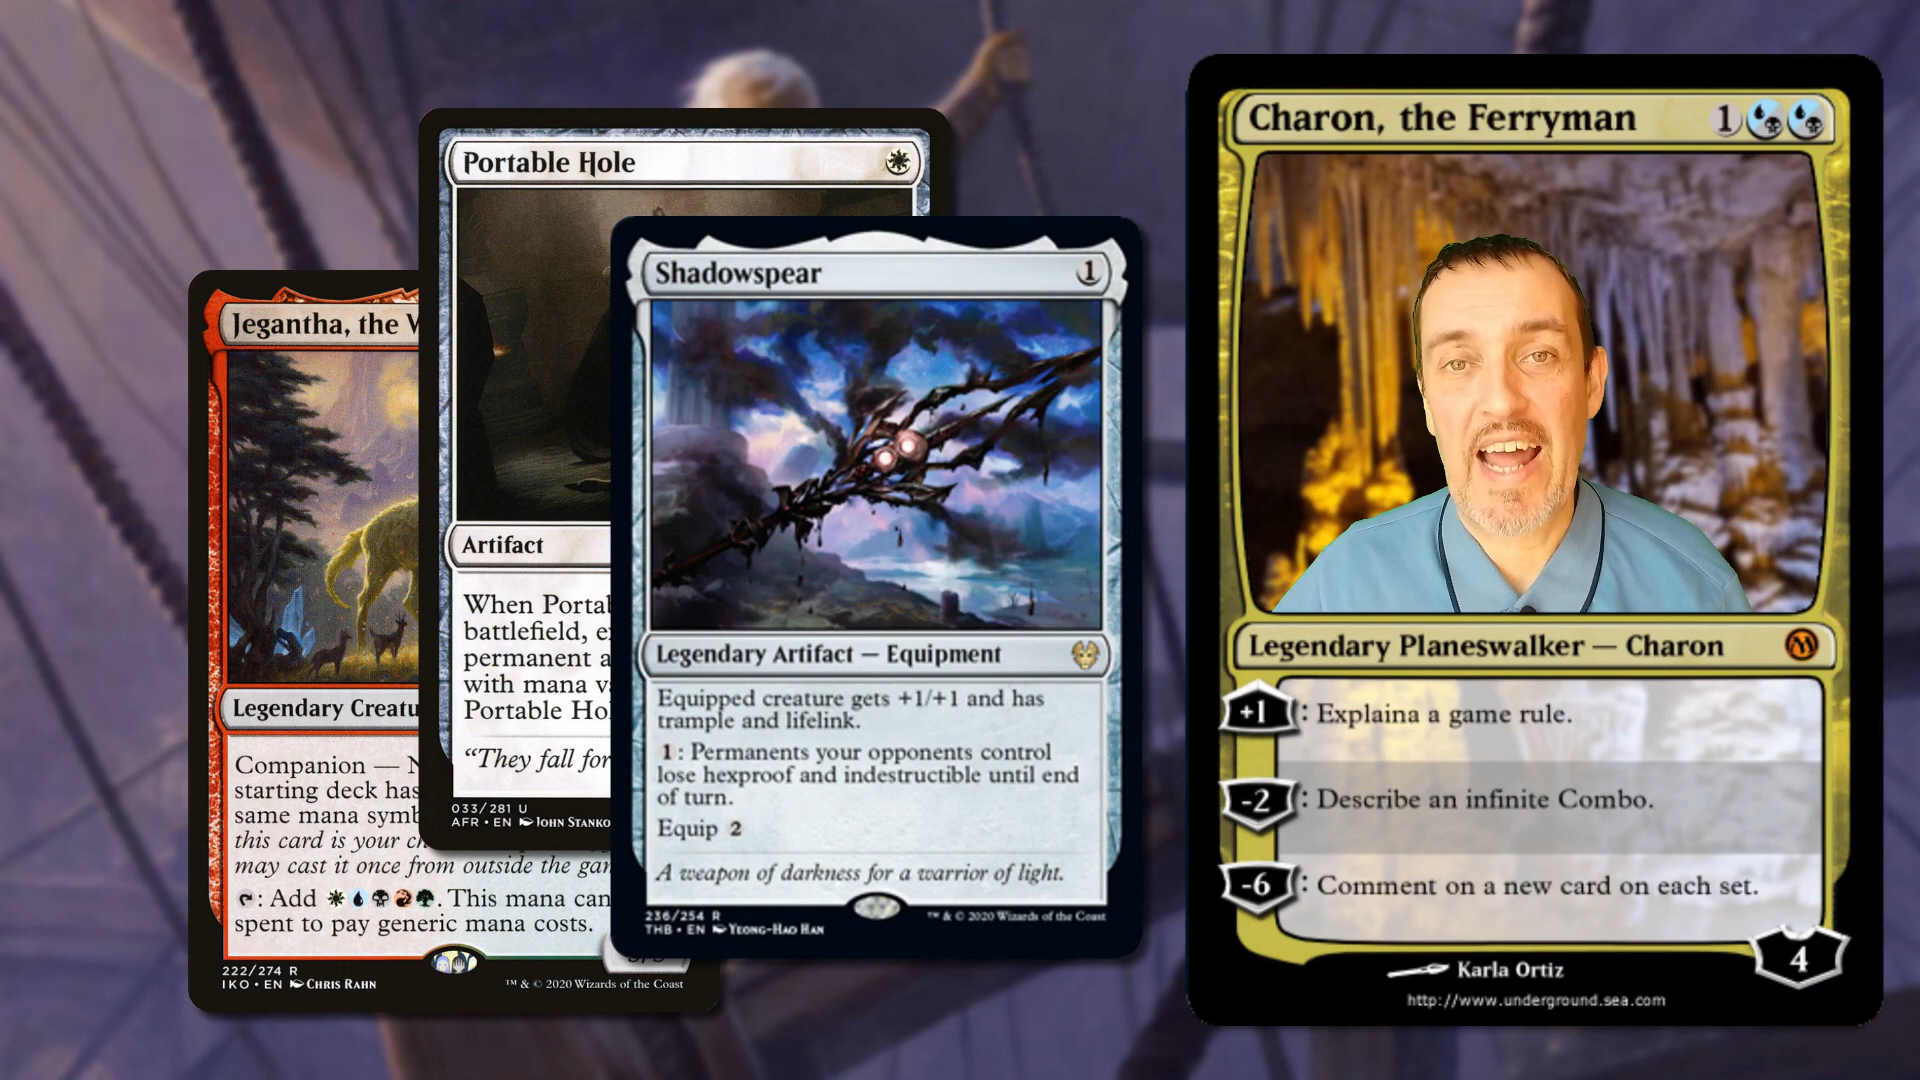 Jegantha, the
Legendary
Companion —
starting deck has
same mana
this card is your
may cast it once from outside the
: Add . This mana can
spent to pay generic mana costs.
222/274 R
IKO • EN CHRIS RAHN
™ & © 2020 Wizards of the Coast
Portable Hole
Artifact
When
battlefield,
permanent
with mana
Portable
“They fall for
033/281 U
AFR • EN JOHN
Shadowspear 1
Legendary Artifact — Equipment
Equipped creature gets +1/+1 and has
trample and lifelink.
1: Permanents your opponents control
lose hexproof and indestructible until end
of turn.
Equip 2
A weapon of darkness for a warrior of light.
236/254 R
THB • EN YEONG-HAO HAN
™ & © 2020 Wizards of the Coast
Charon, the Ferryman 1
Legendary Planeswalker — Charon
+1: Explaina a game rule.
-2: Describe an infinite Combo.
-6: Comment on a new card on each set.
4
Karla Ortiz
http://www.underground.sea.com